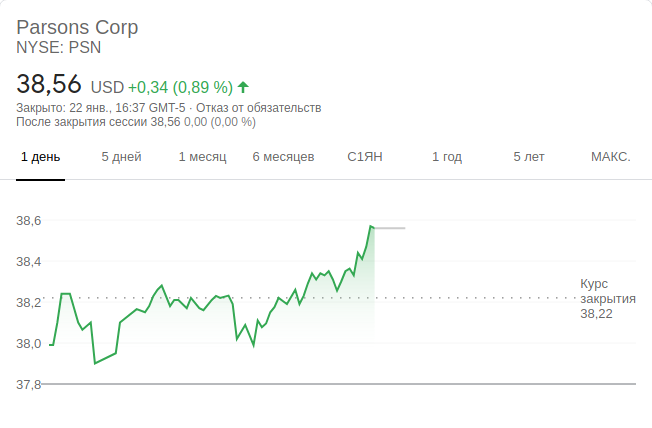 Parsons Corp
NYSE: PSN
38,56 USD +0,34 (0,89 %)
Закрыто: 22 янв., 16:37 GMT-5 · Отказ от обязательств
После закрытия сессии 38,56 0,00 (0,00 %)
1 день 5 дней 1 месяц 6 месяцев С1ЯН 1 год 5 лет МАКС.
38,6
38,4
38,2
38,0
37,8
Курс
закрытия
38,22